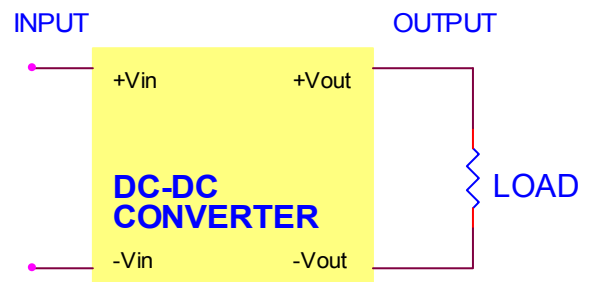 INPUT
OUTPUT
+Vin
+Vout
DC-DC
CONVERTER
LOAD
-Vin
-Vout